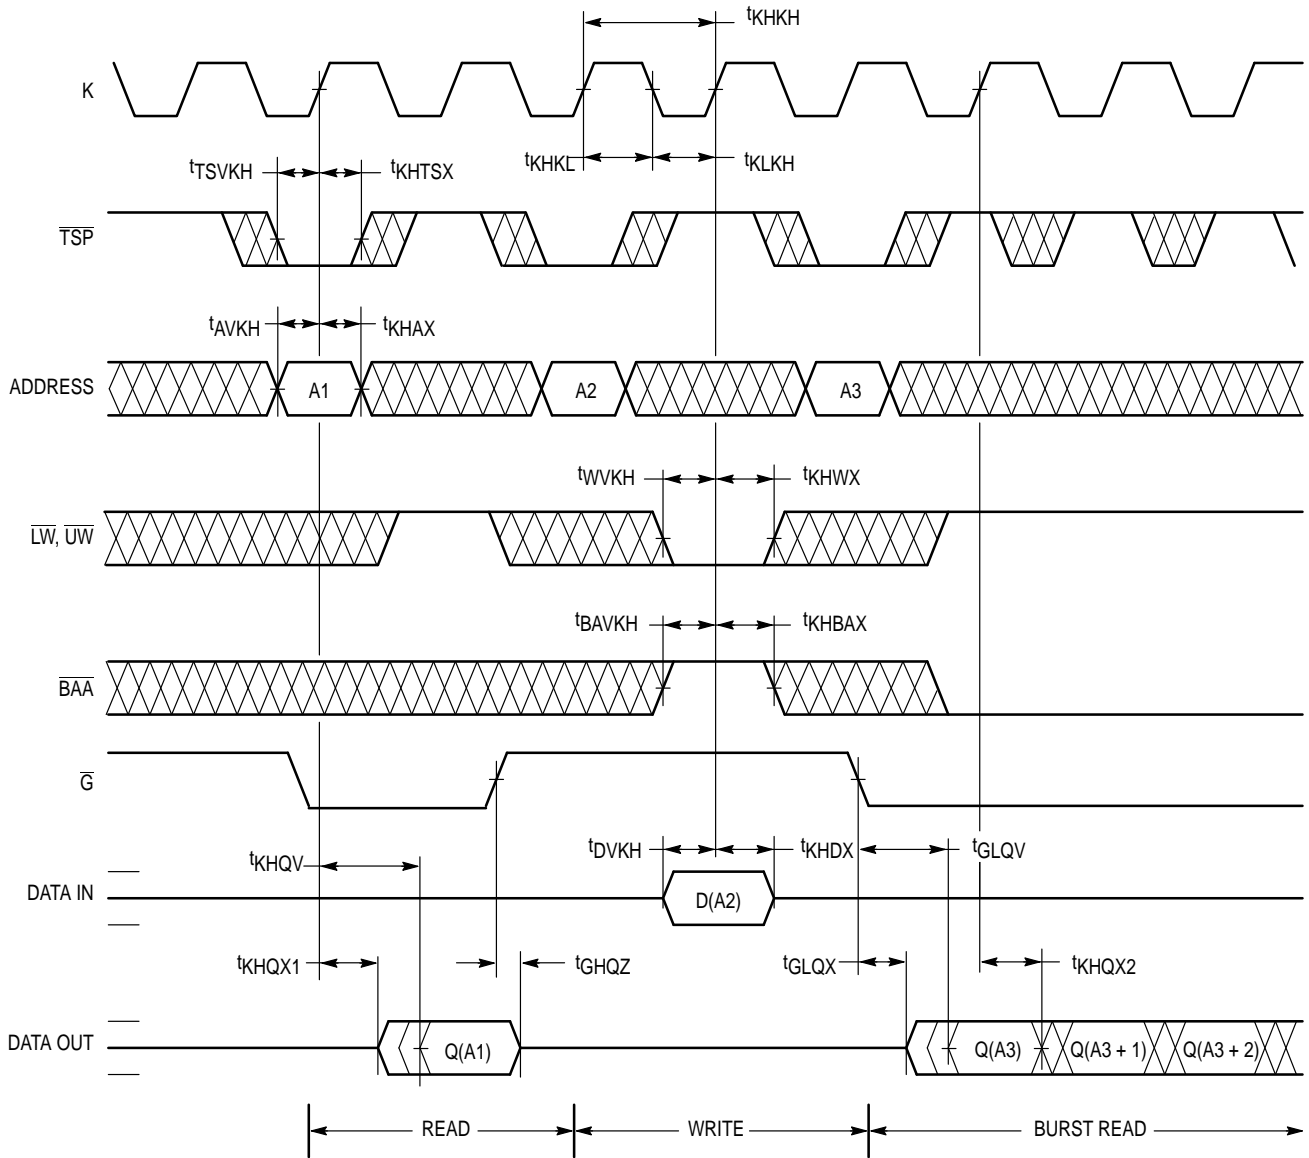 tKHKH
K
tKHKL tKLKH
tTSVKH tKHTSX
TSP
tAVKH tKHAX
ADDRESS A1 A2 A3
tWVKH tKHWX
LW, UW
tBAVKH tKHBAX
BAA
G
tKHQV tDVKH tKHDX tGLQV
DATA IN D(A2)
tKHQX1 tGHQZ tGLQX tKHQX2
DATA OUT Q(A1) Q(A3) Q(A3 + 1) Q(A3 + 2)
READ WRITE BURST READ